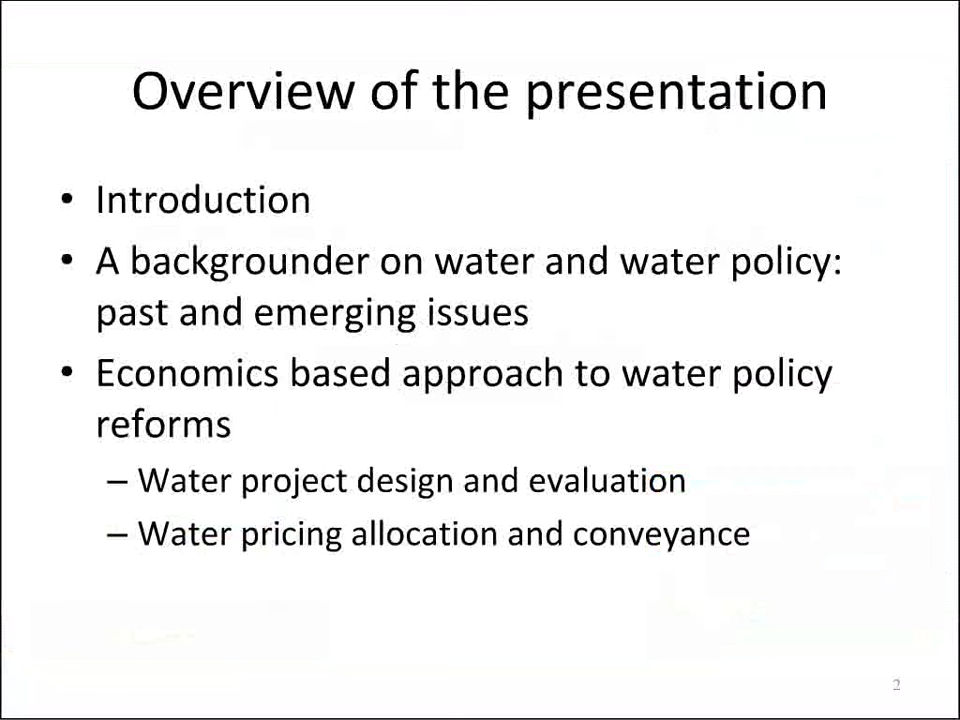 Overview of the presentation
• Introduction
• A backgrounder on water and water policy:
past and emerging issues
• Economics based approach to water policy
reforms
– Water project design and evaluation
– Water pricing allocation and conveyance
2